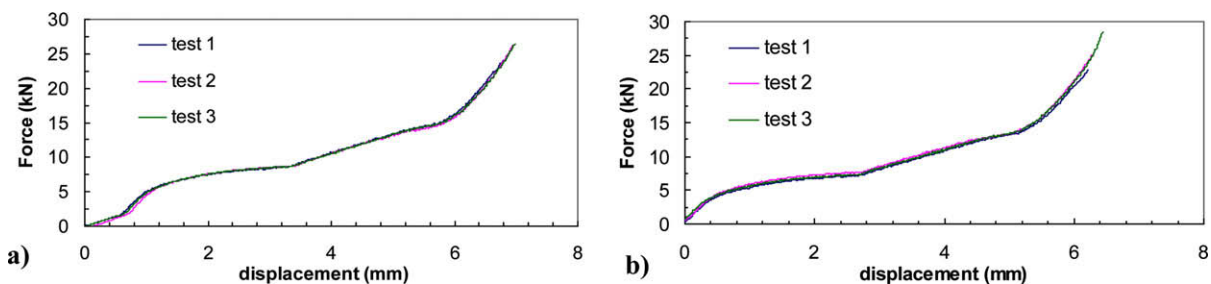 30
25
20
15
10
5
0
Force (kN)
test 1
test 2
test 3
0 2 4 6 8
displacement (mm)
a)
30
25
20
15
10
5
0
Force (kN)
test 1
test 2
test 3
0 2 4 6 8
displacement (mm)
b)